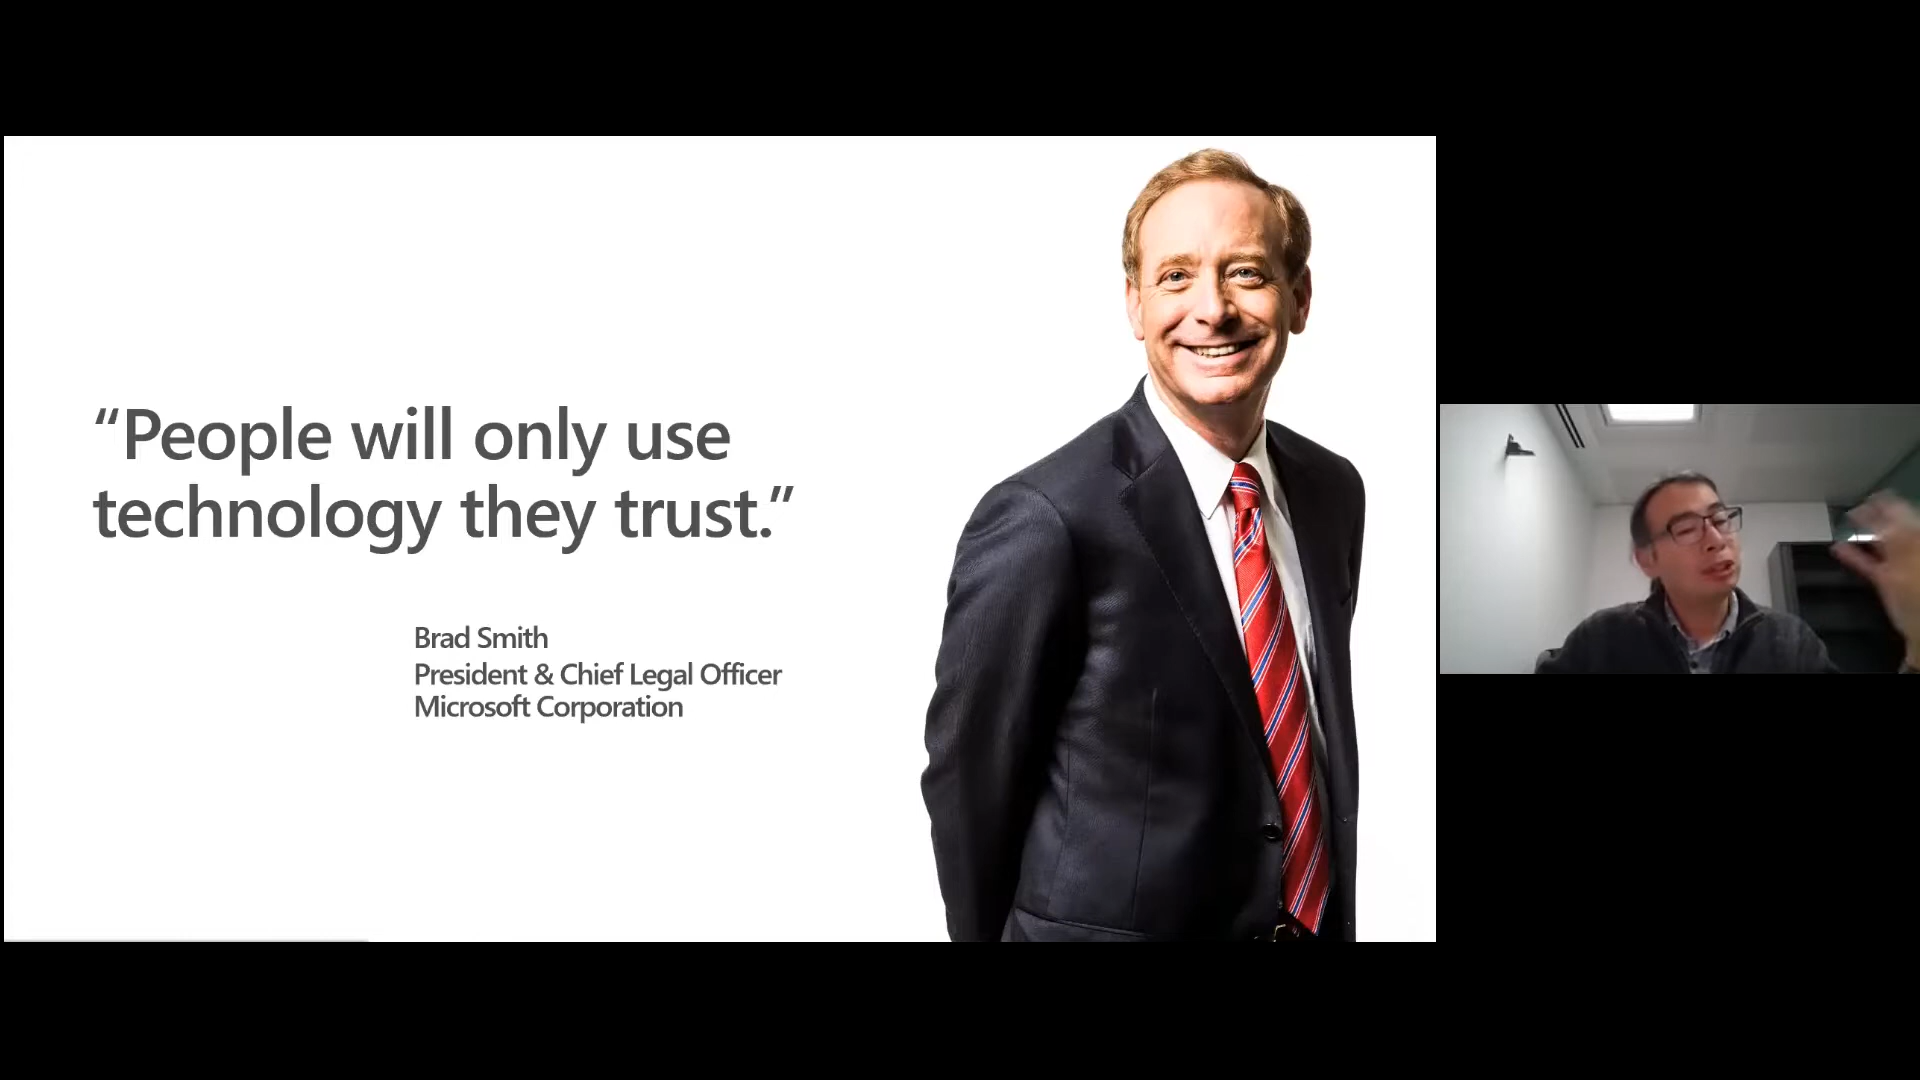 “People will only use
technology they trust.”
Brad Smith
President & Chief Legal Officer
Microsoft Corporation